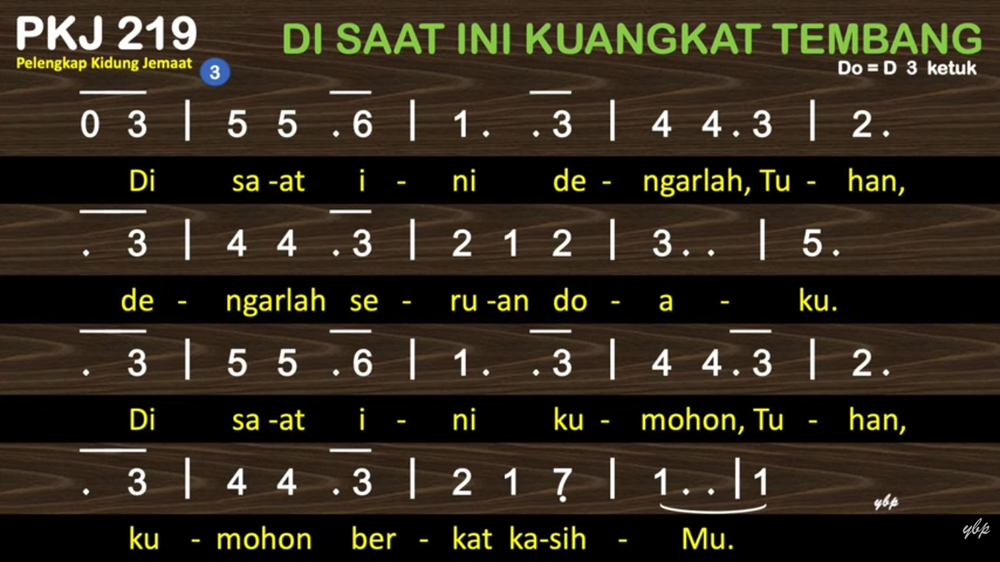 PKJ 219
DI SAAT INI KUANGKAT TEMBANG
Pelengkap Kidung Jemaat
3
Do = D 3 ketuk
0 3 | 5 5 . 6 | 1 . . 3 | 4 4 . 3 | 2 .
Di sa -at i - ni de - ngarlah, Tu - han,
. 3 | 4 4 . 3 | 2 1 2 | 3 . . | 5 .
de - ngarlah se - ru -an do - a - ku.
. 3 | 5 5 . 6 | 1 . . 3 | 4 4 . 3 | 2 .
Di sa -at i - ni ku - mohon, Tu - han,
. 3 | 4 4 . 3 | 2 1 7̣ | 1 . . | 1
ybp
ybp
ku - mohon ber - kat ka-sih - Mu.